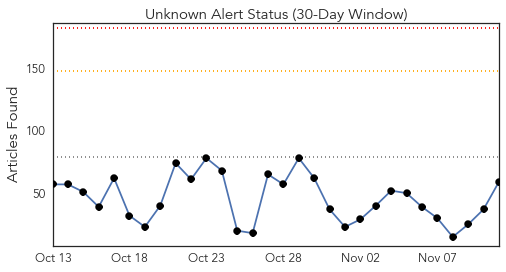 Unknown Alert Status (30-Day Window)
Articles Found
150
100
50
Oct 13 Oct 18 Oct 23 Oct 28 Nov 02 Nov 07